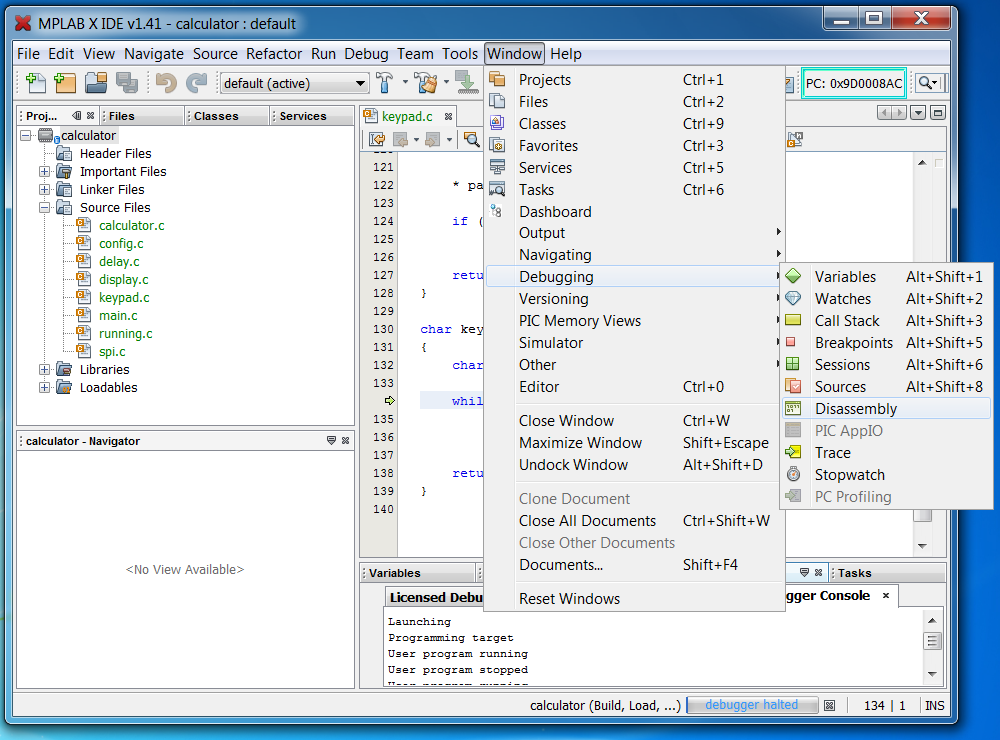 MPLAB X IDE v1.41 - calculator : default
File Edit View Navigate Source Refactor Run Debug Team Tools Window Help
default (active)
PC: 0x9D0008AC
Proj...
Files
Classes
Services
calculator
Header Files
Important Files
Linker Files
Source Files
calculator.c
config.c
delay.c
display.c
keypad.c
main.c
running.c
spi.c
Libraries
Loadables
calculator - Navigator
<No View Available>
keypad.c
121
122 * pa
123
124 if (
125
126
127 retu
128 }
129
130 char key
131 {
132 char
133
whil
135
136
137
138 retu
139 }
140
Projects Ctrl+1
Files Ctrl+2
Classes Ctrl+9
Favorites Ctrl+3
Services Ctrl+5
Tasks Ctrl+6
Dashboard
Output
Navigating
Debugging
Versioning
PIC Memory Views
Simulator
Other
Editor Ctrl+0
Close Window Ctrl+W
Maximize Window Shift+Escape
Undock Window Alt+Shift+D
Clone Document
Close All Documents Ctrl+Shift+W
Close Other Documents
Documents... Shift+F4
Reset Windows
Variables Alt+Shift+1
Watches Alt+Shift+2
Call Stack Alt+Shift+3
Breakpoints Alt+Shift+5
Sessions Alt+Shift+6
Sources Alt+Shift+8
Disassembly
PIC AppIO
Trace
Stopwatch
PC Profiling
Variables
Tasks
Licensed Debu
gger Console
Launching
Programming target
User program running
User program stopped
User program running
calculator (Build, Load, ...)
debugger halted
134 | 1
INS